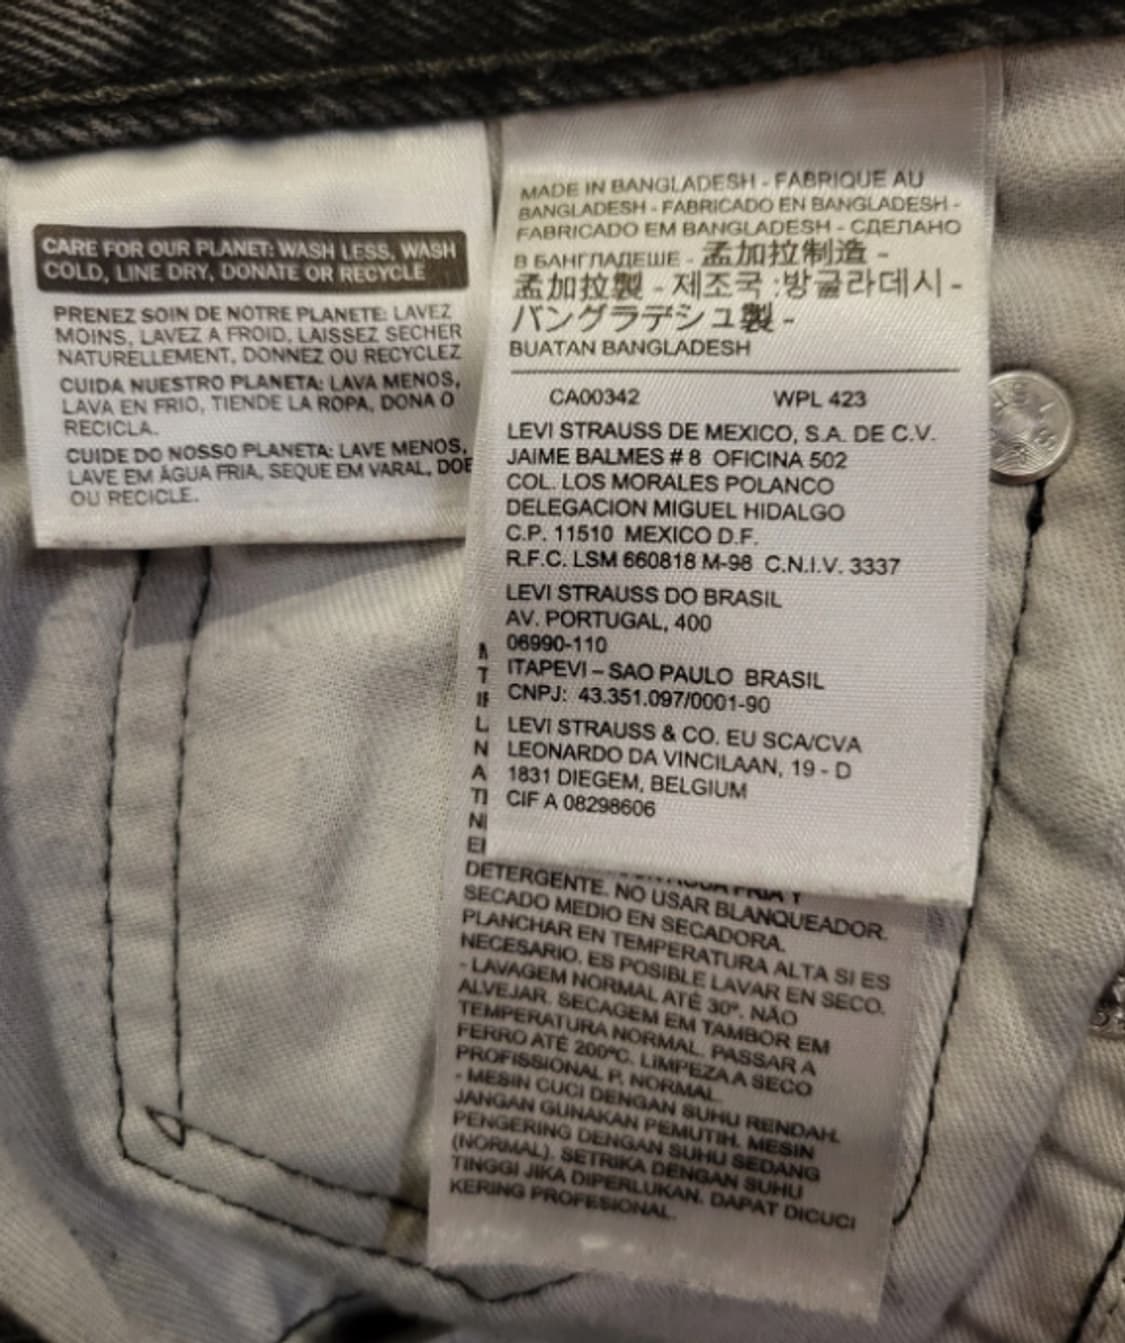 CARE FOR OUR PLANET: WASH LESS, WASH
COLD, LINE DRY, DONATE OR RECYCLE
PRENEZ SOIN DE NOTRE PLANETE: LAVEZ
MOINS, LAVEZ A FROID, LAISSEZ SECHER
NATURELLEMENT, DONNEZ OU RECYCLEZ
CUIDA NUESTRO PLANETA: LAVA MENOS,
LAVA EN FRIO, TIENDE LA ROPA, DONA O
RECICLA.
CUIDE DO NOSSO PLANETA: LAVE MENOS,
LAVE EM ÁGUA FRIA, SEQUE EM VARAL, DOE
OU RECICLE.
MADE IN BANGLADESH - FABRIQUE AU
BANGLADESH - FABRICADO EN BANGLADESH -
FABRICADO EM BANGLADESH - СДЕЛАНО
В БАНГЛАДЕШЕ - 孟加拉制造 -
孟加拉製 - 제조국 :방글라데시 -
バングラデシュ製 -
BUATAN BANGLADESH
CA00342 WPL 423
LEVI STRAUSS DE MEXICO, S.A. DE C.V.
JAIME BALMES # 8 OFICINA 502
COL. LOS MORALES POLANCO
DELEGACION MIGUEL HIDALGO
C.P. 11510 MEXICO D.F.
R.F.C. LSM 660818 M-98 C.N.I.V. 3337
LEVI STRAUSS DO BRASIL
AV. PORTUGAL, 400
06990-110
ITAPEVI – SAO PAULO BRASIL
CNPJ: 43.351.097/0001-90
LEVI STRAUSS & CO. EU SCA/CVA
LEONARDO DA VINCILAAN, 19 - D
1831 DIEGEM, BELGIUM
CIF A 08298606
DETERGENTE. NO USAR BLANQUEADOR.
SECADO MEDIO EN SECADORA.
PLANCHAR EN TEMPERATURA ALTA SI ES
NECESARIO. ES POSIBLE LAVAR EN SECO.
- LAVAGEM NORMAL ATÉ 30º. NÃO
ALVEJAR. SECAGEM EM TAMBOR EM
TEMPERATURA NORMAL. PASSAR A
FERRO ATÉ 200ºC. LIMPEZA A SECO
PROFISSIONAL P, NORMAL.
- MESIN CUCI DENGAN SUHU RENDAH.
JANGAN GUNAKAN PEMUTIH. MESIN
PENGERING DENGAN SUHU SEDANG
(NORMAL). SETRIKA DENGAN SUHU
TINGGI JIKA DIPERLUKAN. DAPAT DICUCI
KERING PROFESIONAL.